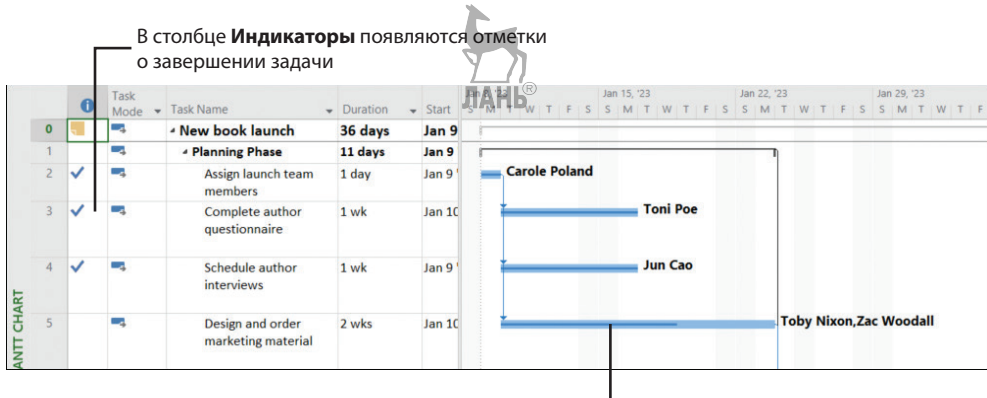 В столбце Индикаторы появляются отметки
о завершении задачи
ЛАНЬ®
Task Mode Task Name Duration Start
Jan 8, '23 Jan 15, '23 Jan 22, '23 Jan 29, '23
S M T W T F S S M T W T F S S M T W T F S S M T W T F
0 New book launch 36 days Jan 9
1 Planning Phase 11 days Jan 9
2 Assign launch team members 1 day Jan 9 Carole Poland
3 Complete author questionnaire 1 wk Jan 10 Toni Poe
4 Schedule author interviews 1 wk Jan 9 Jun Cao
5 Design and order marketing material 2 wks Jan 10 Toby Nixon,Zac Woodall
ANTT CHART